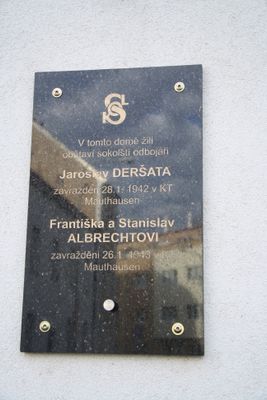 V tomto domě žili
obětaví sokolští odbojáři
Jaroslav DERŠATA
zavražděn 28.1. 1942 v KT
Mauthausen
Františka a Stanislav
ALBRECHTOVI
zavražděni 26.1. 1943 v KT
Mauthausen